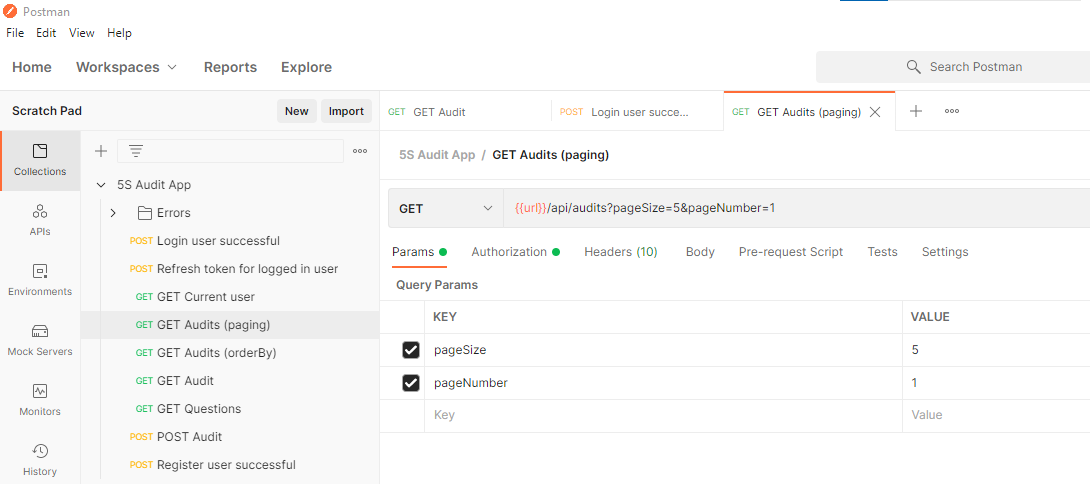 Postman
File Edit View Help
Home Workspaces Reports Explore Search Postman
Scratch Pad New Import
GET GET Audit POST Login user succe... GET GET Audits (paging)
Collections
APIs
Environments
Mock Servers
Monitors
History
5S Audit App
Errors
POST Login user successful
POST Refresh token for logged in user
GET GET Current user
GET GET Audits (paging)
GET GET Audits (orderBy)
GET GET Audit
GET GET Questions
POST POST Audit
POST Register user successful
5S Audit App / GET Audits (paging)
GET {{url}}/api/audits?pageSize=5&pageNumber=1
Params Authorization Headers (10) Body Pre-request Script Tests Settings
Query Params
KEY VALUE
pageSize 5
pageNumber 1
Key Value